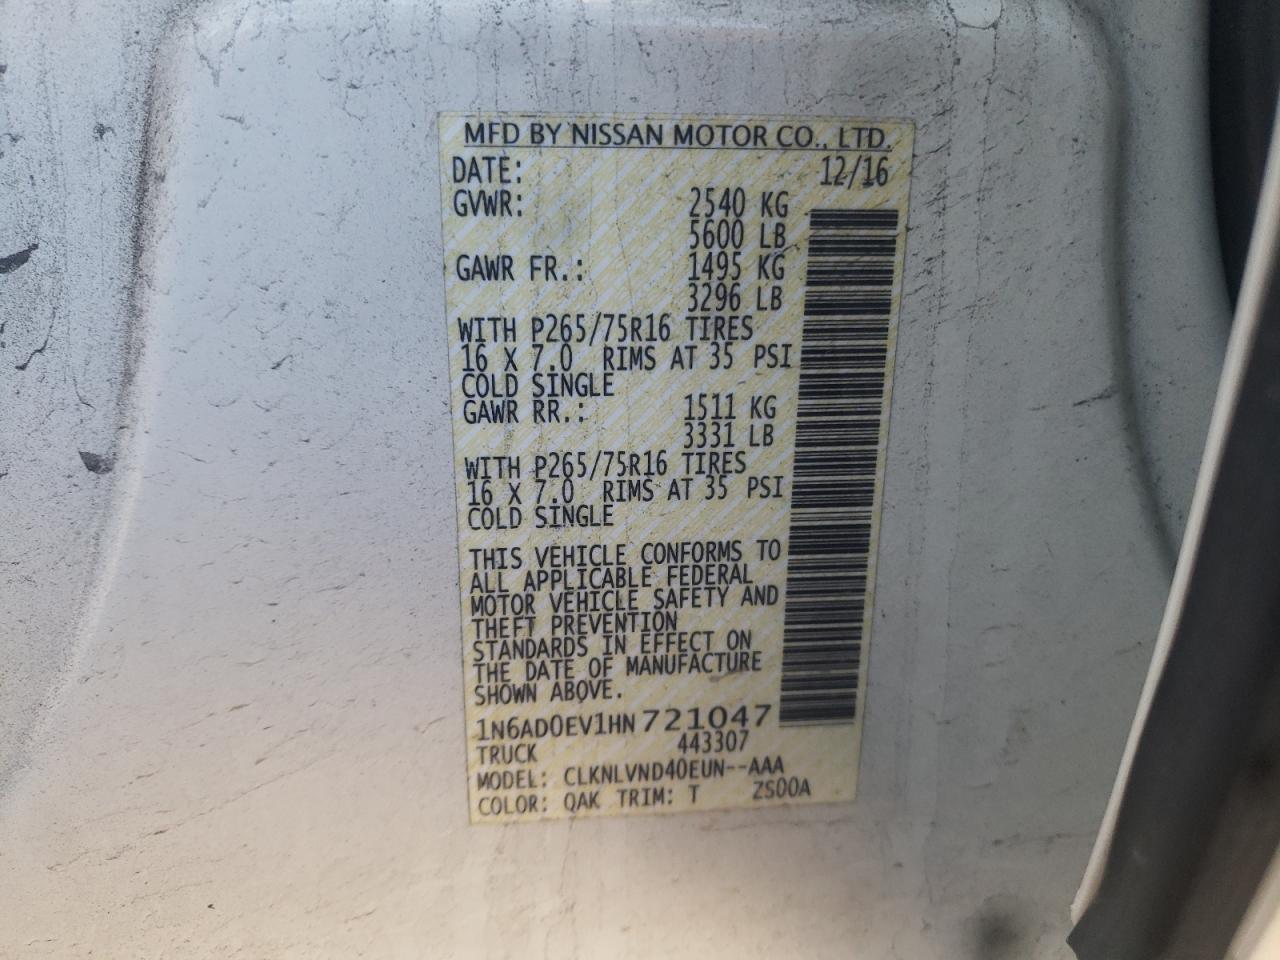 MFD BY NISSAN MOTOR CO., LTD.
DATE: 12/16
GVWR: 2540 KG
5600 LB
GAWR FR.: 1495 KG
3296 LB
WITH P265/75R16 TIRES
16 X 7.0 RIMS AT 35 PSI
COLD SINGLE
GAWR RR.: 1511 KG
3331 LB
WITH P265/75R16 TIRES
16 X 7.0 RIMS AT 35 PSI
COLD SINGLE
THIS VEHICLE CONFORMS TO
ALL APPLICABLE FEDERAL
MOTOR VEHICLE SAFETY AND
THEFT PREVENTION
STANDARDS IN EFFECT ON
THE DATE OF MANUFACTURE
SHOWN ABOVE.
1N6AD0EV1HN721047
TRUCK 443307
MODEL: CLKNLVND40EUN--AAA
COLOR: QAK TRIM: T ZS00A